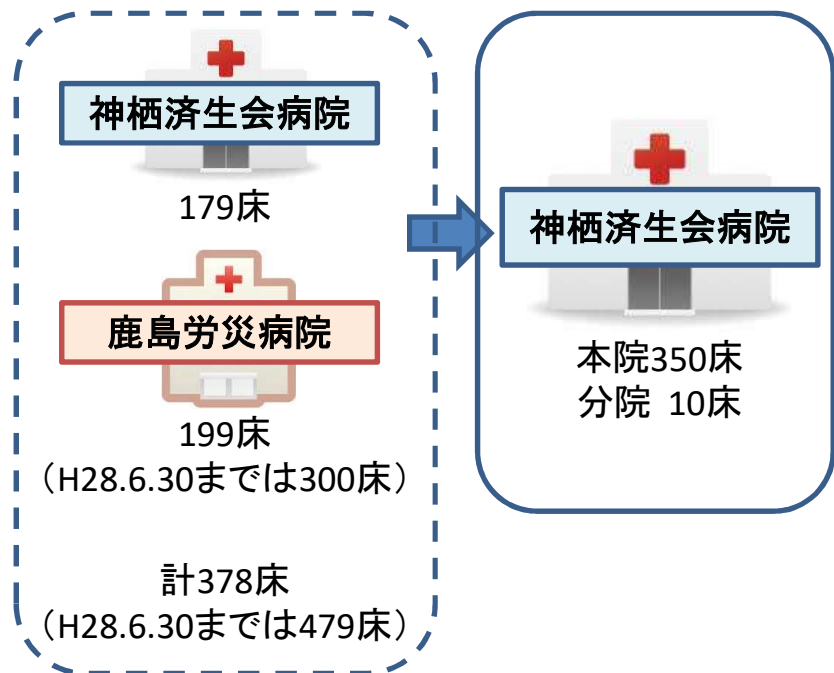 神栖済生会病院
179床
鹿島労災病院
199床
（H28.6.30までは300床）
計378床
（H28.6.30までは479床）
神栖済生会病院
本院350床
分院 10床